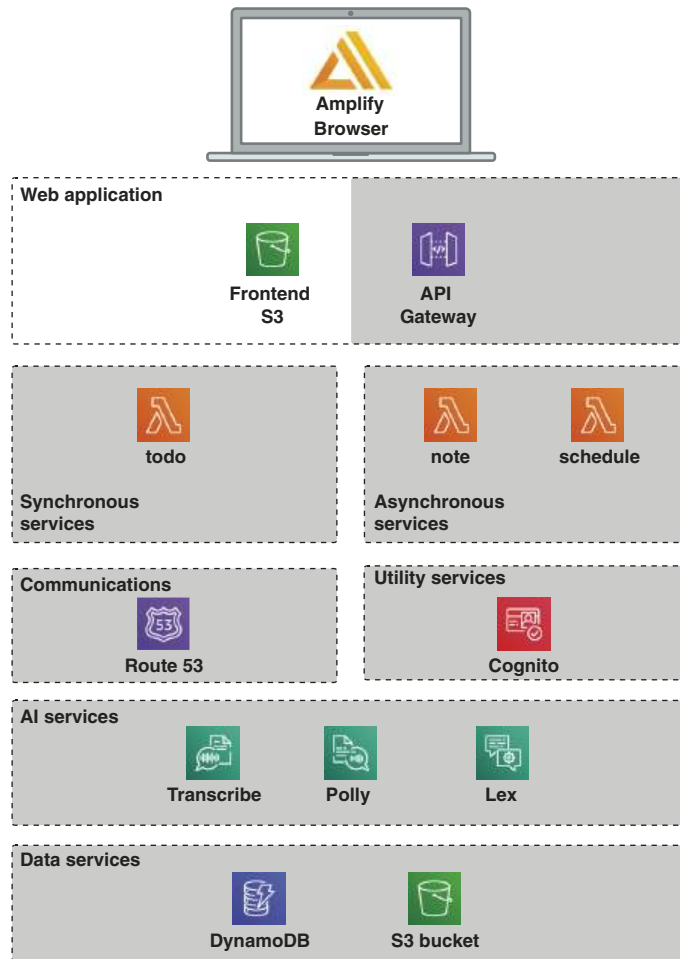 Amplify
Browser
Web application
Frontend
S3
API
Gateway
todo
Synchronous
services
note
schedule
Asynchronous
services
Communications
53
Route 53
Utility services
Cognito
AI services
Transcribe
Polly
Lex
Data services
DynamoDB
S3 bucket